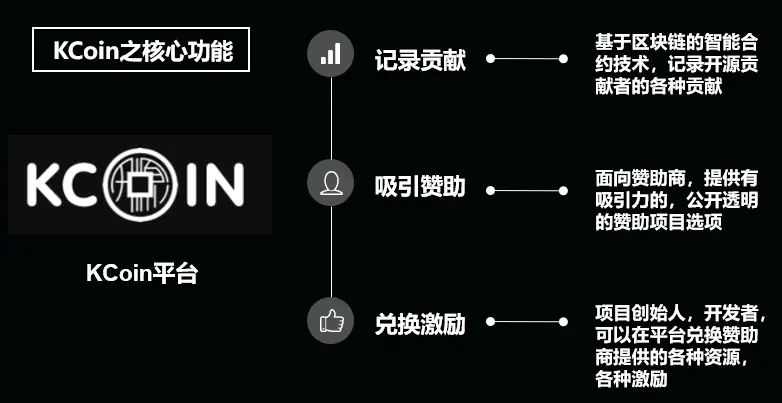 KCoin之核心功能
记录贡献
基于区块链的智能合
约技术，记录开源贡
献者的各种贡献
KCOIN
吸引赞助
面向赞助商，提供有
吸引力的，公开透明
的赞助项目选项
KCoin平台
兑换激励
项目创始人，开发者，
可以在平台兑换赞助
商提供的各种资源，
各种激励